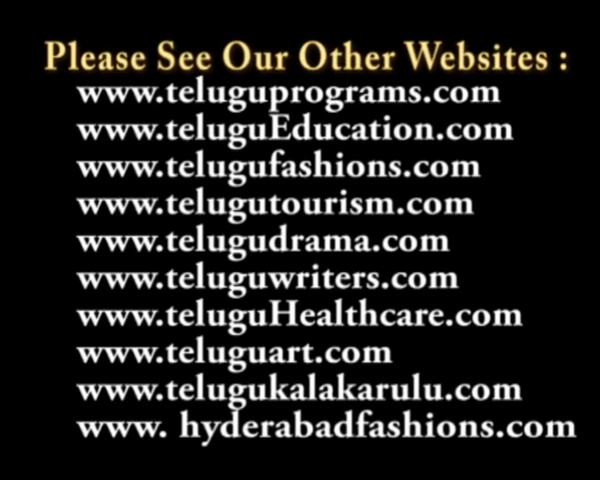 Please See Our Other Websites :
www.teluguprograms.com
www.teluguEducation.com
www.telugufashions.com
www.telugutourism.com
www.telugudrama.com
www.teluguwriters.com
www.teluguHealthcare.com
www.teluguart.com
www.telugukalakarulu.com
www. hyderabadfashions.com